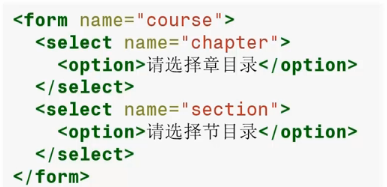 <form name="course">
<select name="chapter">
<option>请选择章目录</option>
</select>
<select name="section">
<option>请选择节目录</option>
</select>
</form>